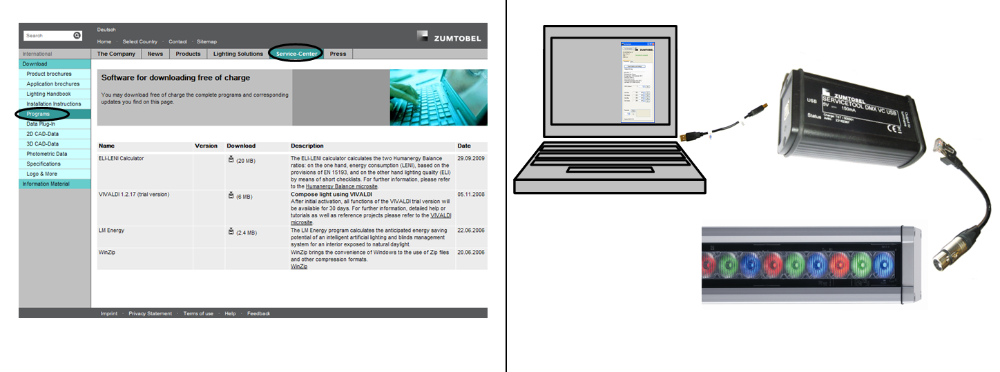 Search
Deutsch
Home · Select Country · Contact · Sitemap
ZUMTOBEL
International
The Company
News
Products
Lighting Solutions
Service-Center
Press
Download
Product brochures
Application brochures
Lighting Handbook
Installation Instructions
Programs
Data Plug-In
2D CAD-Data
3D CAD-Data
Photometric Data
Specifications
Logo & More
Information Material
Software for downloading free of charge
You may download free of charge the complete programs and corresponding
updates you find on this page.
Name Version Download Description Date
ELI-LENI Calculator (20 MB) The ELI-LENI calculator calculates the two Humanergy Balance 29.09.2009
ratios: on the one hand, energy consumption (LENI), based on the
provisions of EN 15193, and on the other hand lighting quality (ELI)
by means of short checklists. For further information, please refer
to the Humanergy Balance microsite.
VIVALDI 1.2.17 (trial version) (6 MB) Compose light using VIVALDI 05.11.2008
After initial activation, all functions of the VIVALDI trial version will
be available for 30 days. For further information, detailed help or
tutorials as well as reference projects please refer to the VIVALDI
microsite.
LM Energy (2.4 MB) The LM Energy program calculates the anticipated energy saving 22.06.2006
potential of an intelligent artificial lighting and blinds management
system for an interior exposed to natural daylight.
WinZip WinZip brings the convenience of Windows to the use of Zip files 20.06.2006
and other compression formats.
WinZip
Imprint · Privacy Statement · Terms of use · Help · Feedback
ZUMTOBEL
ZUMTOBEL
SERVICETOOL DMX VC USB
USB
5V 150mA
Status
Charge: TST / 000001
ArtNr: 22162367
CE
Output to